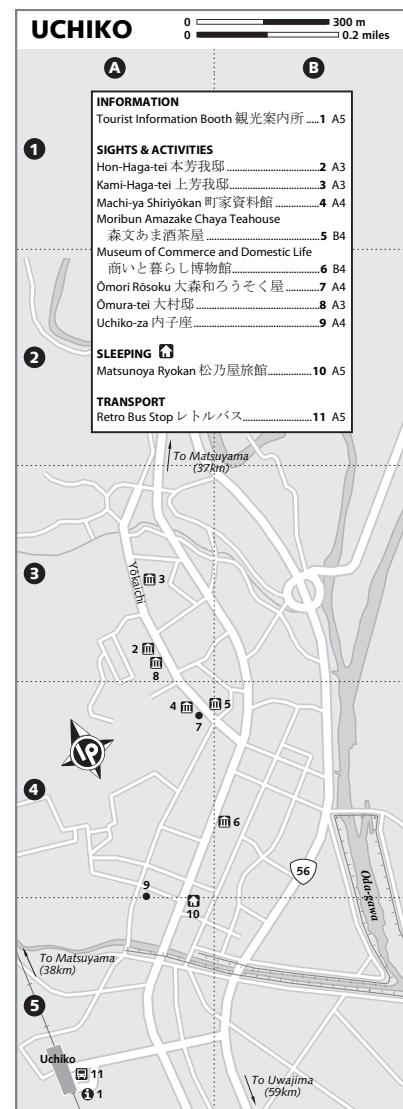 UCHIKO
0 300 m
0 0.2 miles
A B
1
INFORMATION
Tourist Information Booth 観光案内所.....1 A5
SIGHTS & ACTIVITIES
Hon-Haga-tei 本芳我邸..........2 A3
Kami-Haga-tei 上芳我邸..........3 A3
Machi-ya Shiriyōkan 町家資料館..........4 A4
Moribun Amazake Chaya Teahouse
森文あま酒茶屋..........5 B4
Museum of Commerce and Domestic Life
商いと暮らし博物館..........6 B4
Ōmori Rōsoku 大森和ろうそく屋..........7 A4
Ōmura-tei 大村邸..........8 A3
Uchiko-za 内子座..........9 A4
2
SLEEPING
Matsunoya Ryokan 松乃屋旅館..........10 A5
TRANSPORT
Retro Bus Stop レトルバス..........11 A5
To Matsuyama
(37km)
3
Yōkaichi
3
2
8
4
5
7
4
6
56
Oda-gawa
9
10
To Matsuyama
(38km)
5
Uchiko
11
1
To Uwajima
(59km)